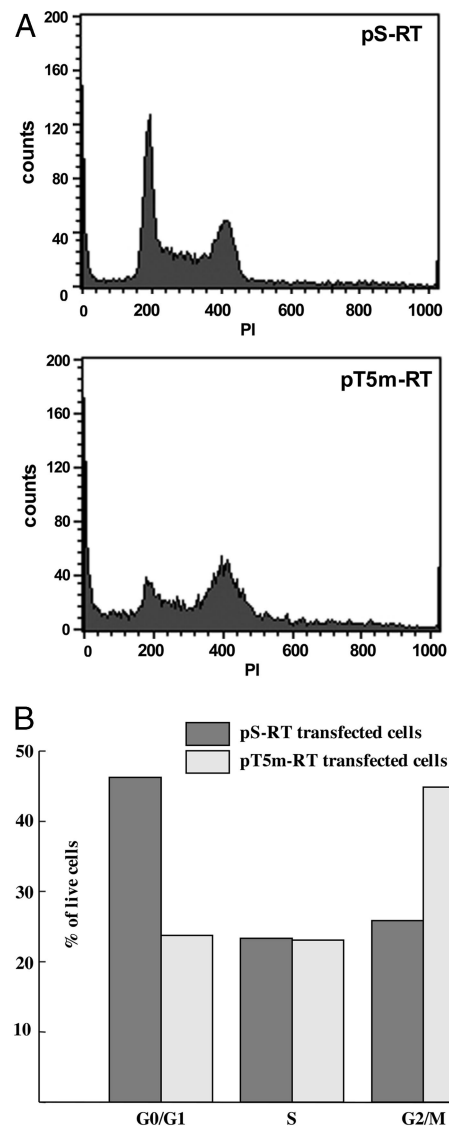 A
pS-RT
200
160
120
80
40
0
counts
0 200 400 600 800 1000
PI
pT5m-RT
200
160
120
80
40
0
counts
0 200 400 600 800 1000
PI
B
pS-RT transfected cells
pT5m-RT transfected cells
50
40
30
20
10
% of live cells
G0/G1 S G2/M